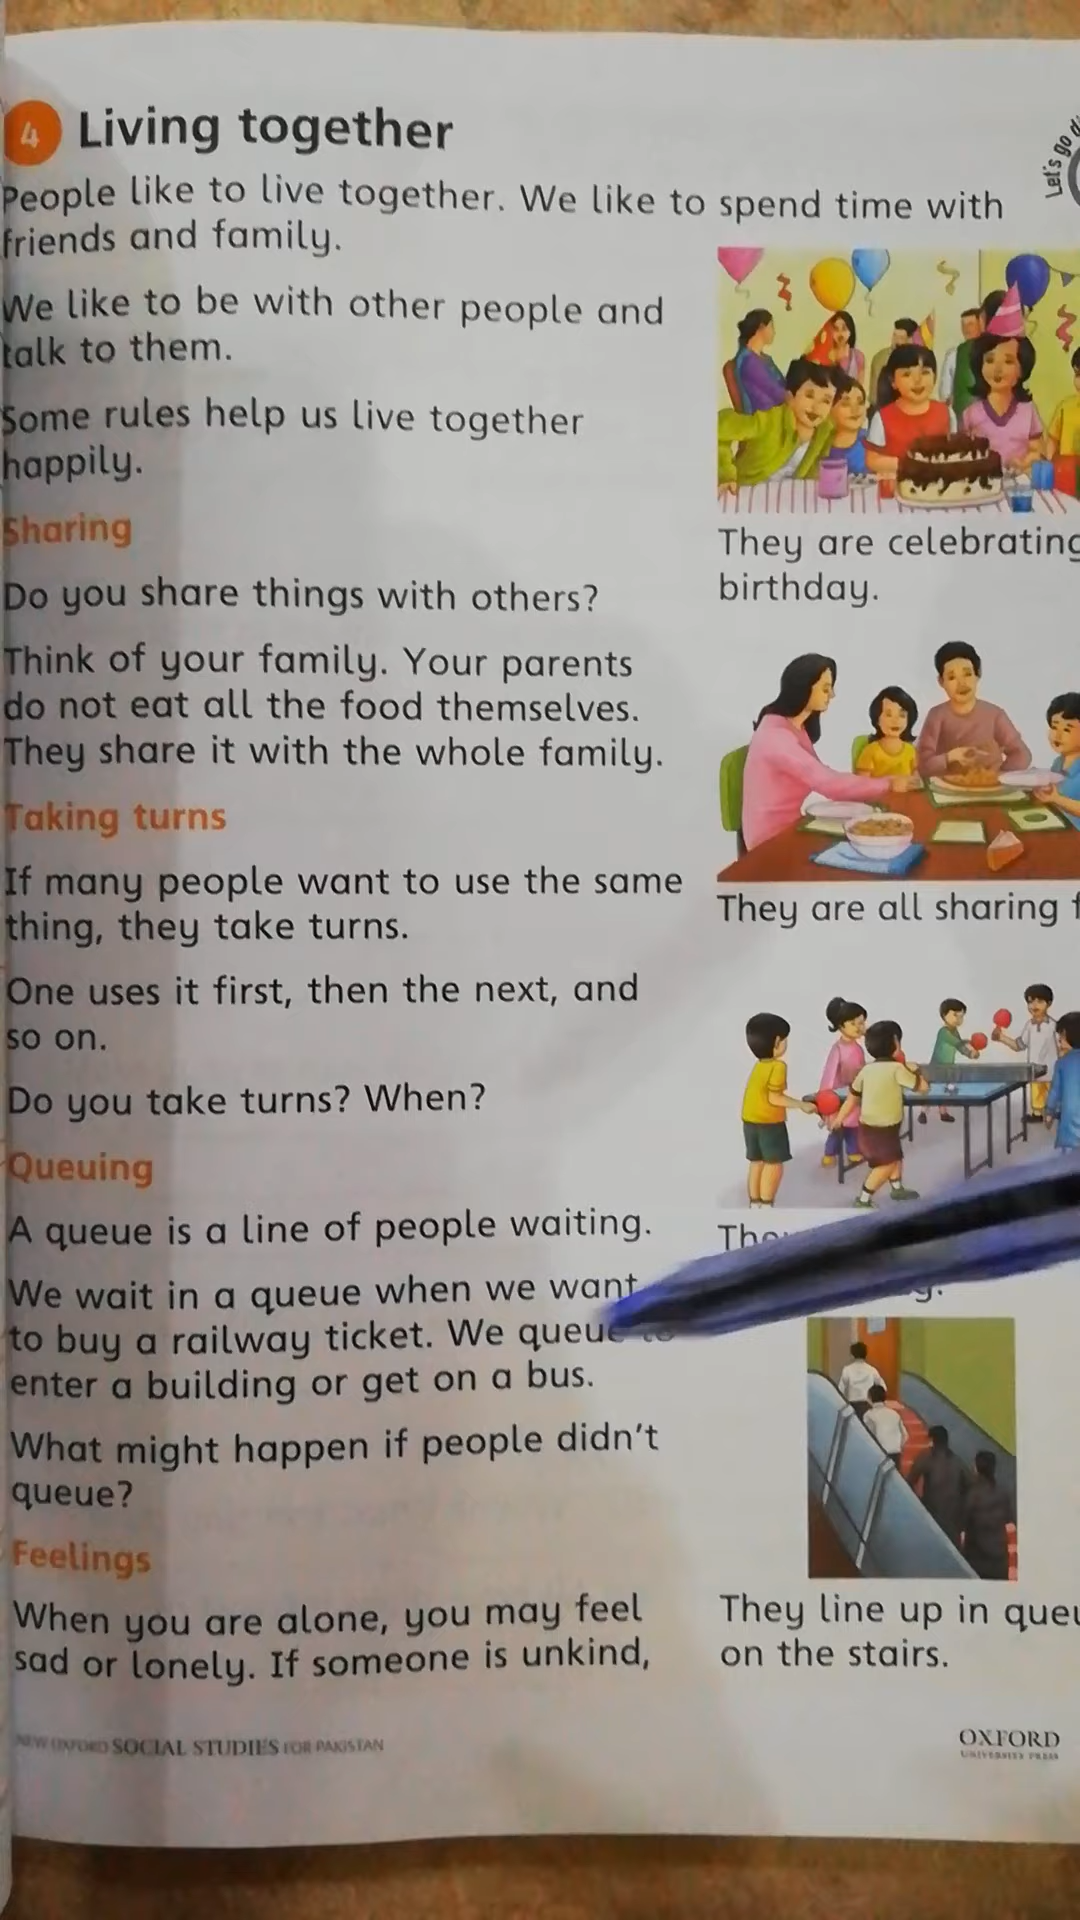 4 Living together
People like to live together. We like to spend time with
friends and family.
We like to be with other people and
talk to them.
Some rules help us live together
happily.
Sharing
Do you share things with others?
Think of your family. Your parents
do not eat all the food themselves.
They share it with the whole family.
Taking turns
If many people want to use the same
thing, they take turns.
One uses it first, then the next, and
so on.
Do you take turns? When?
Queuing
A queue is a line of people waiting.
We wait in a queue when we want
to buy a railway ticket. We queue to
enter a building or get on a bus.
What might happen if people didn't
queue?
Feelings
When you are alone, you may feel
sad or lonely. If someone is unkind,
Let's go
They are celebrating
birthday.
They are all sharing
They line up in
on the stairs.
NEW OXFORD SOCIAL STUDIES FOR PAKISTAN
OXFORD
UNIVERSITY PRESS